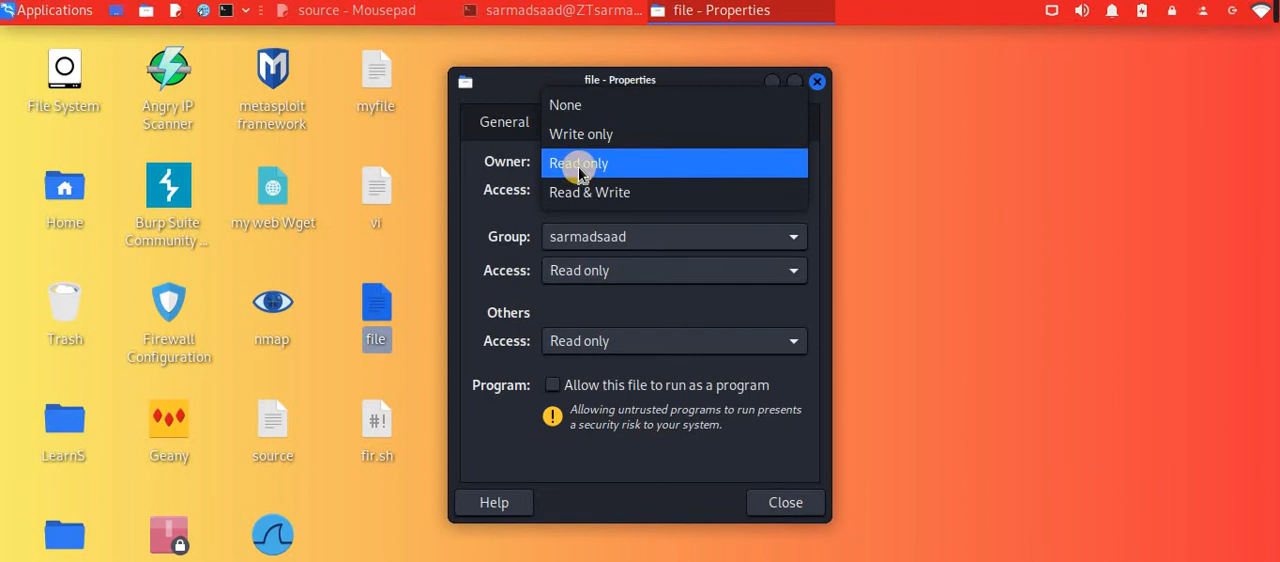 Applications
source - Mousepad
sarmadsaad@ZTsarma...
file - Properties
File System
Angry IP
Scanner
metasploit
framework
myfile
Home
Burp Suite
Community ...
my web Wget
vi
Trash
Firewall
Configuration
nmap
file
LearnS
Geany
source
#!
fir.sh
file - Properties
General
None
Write only
Read only
Read & Write
Owner:
Access:
Group: sarmadsaad
Access: Read only
Others
Access: Read only
Program: Allow this file to run as a program
Allowing untrusted programs to run presents
a security risk to your system.
Help
Close